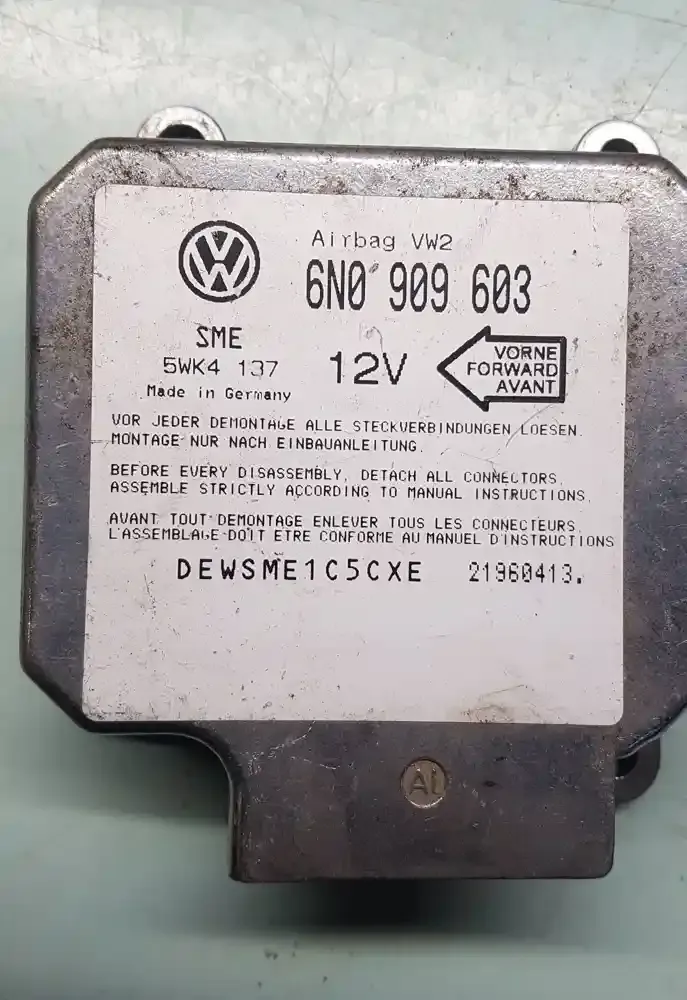 Airbag VW2
6N0 909 603
SME
5WK4 137
Made in Germany
12V
VORNE
FORWARD
AVANT
VOR JEDER DEMONTAGE ALLE STECKVERBINDUNGEN LOESEN.
MONTAGE NUR NACH EINBAUANLEITUNG.
BEFORE EVERY DISASSEMBLY, DETACH ALL CONNECTORS.
ASSEMBLE STRICTLY ACCORDING TO MANUAL INSTRUCTIONS.
AVANT TOUT DEMONTAGE ENLEVER TOUS LES CONNECTEURS.
L'ASSEMBLAGE DOIT ETRE CONFORME AU MANUEL D'INSTRUCTIONS
DEWSME1C5CXE 21960413.
AL